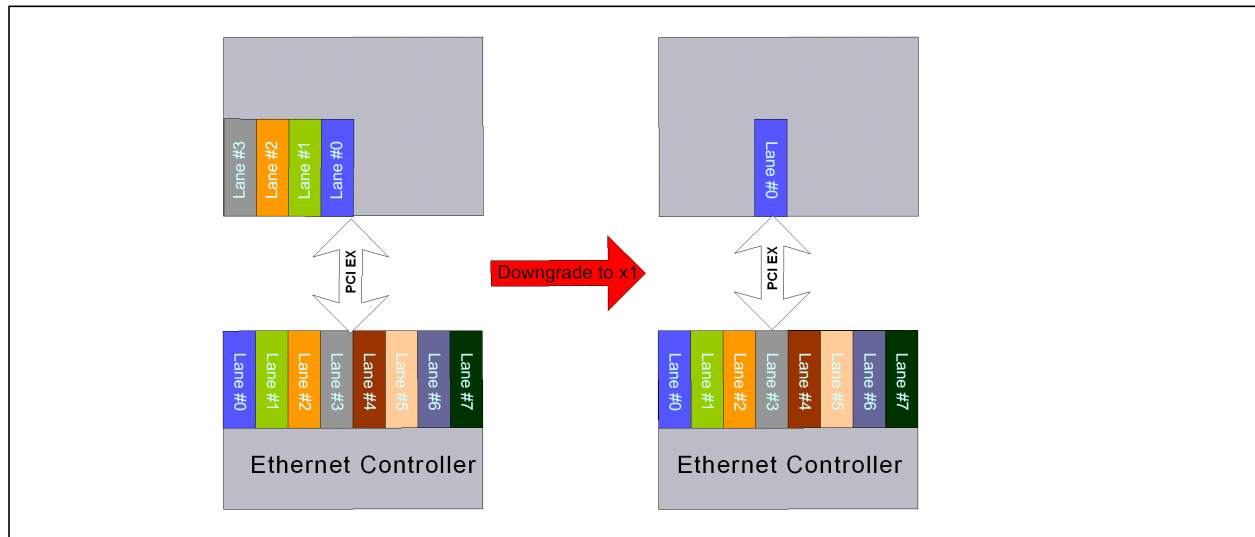 Lane #3
Lane #2
Lane #1
Lane #0
Lane #0
PCI EX
Downgrade to x1
PCI EX
Lane #0
Lane #1
Lane #2
Lane #3
Lane #4
Lane #5
Lane #6
Lane #7
Ethernet Controller
Lane #0
Lane #1
Lane #2
Lane #3
Lane #4
Lane #5
Lane #6
Lane #7
Ethernet Controller